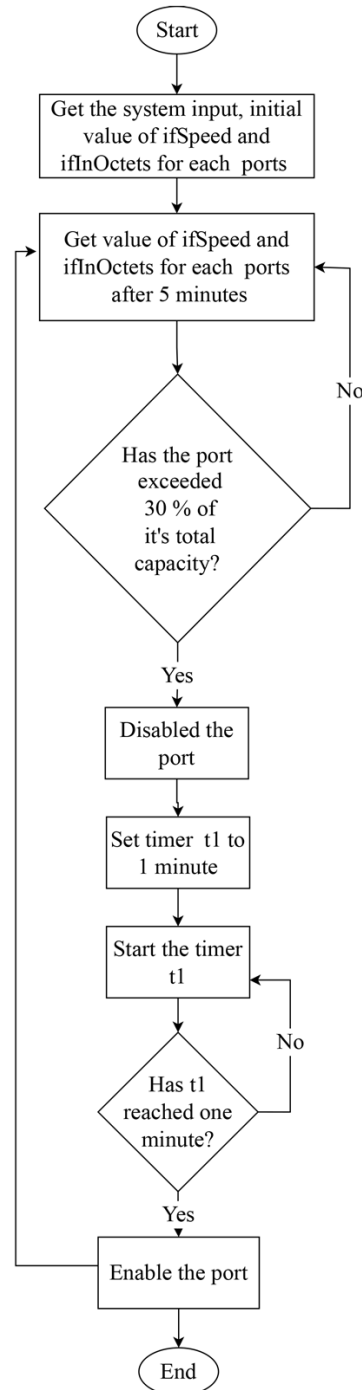 Start
Get the system input, initial
value of ifSpeed and
ifInOctets for each ports
Get value of ifSpeed and
ifInOctets for each ports
after 5 minutes
No
Has the port
exceeded
30 % of
it's total
capacity?
Yes
Disabled the
port
Set timer t1 to
1 minute
Start the timer
t1
No
Has t1
reached one
minute?
Yes
Enable the port
End